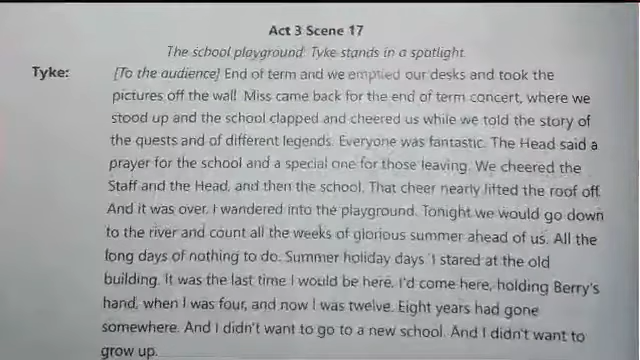 Act 3 Scene 17
The school playground. Tyke stands in a spotlight.
Tyke: [To the audience] End of term and we emptied our desks and took the
pictures off the wall. Miss came back for the end of term concert, where we
stood up and the school clapped and cheered us while we told the story of
the quests and of different legends. Everyone was fantastic. The Head said a
prayer for the school and a special one for those leaving. We cheered the
Staff and the Head, and then the school. That cheer nearly lifted the roof off.
And it was over. I wandered into the playground. Tonight we would go down
to the river and count all the weeks of glorious summer ahead of us. All the
long days of nothing to do. Summer holiday days. I stared at the old
building. It was the last time I would be here. I'd come here, holding Berry's
hand, when I was four, and now I was twelve. Eight years had gone
somewhere. And I didn't want to go to a new school. And I didn't want to
grow up.